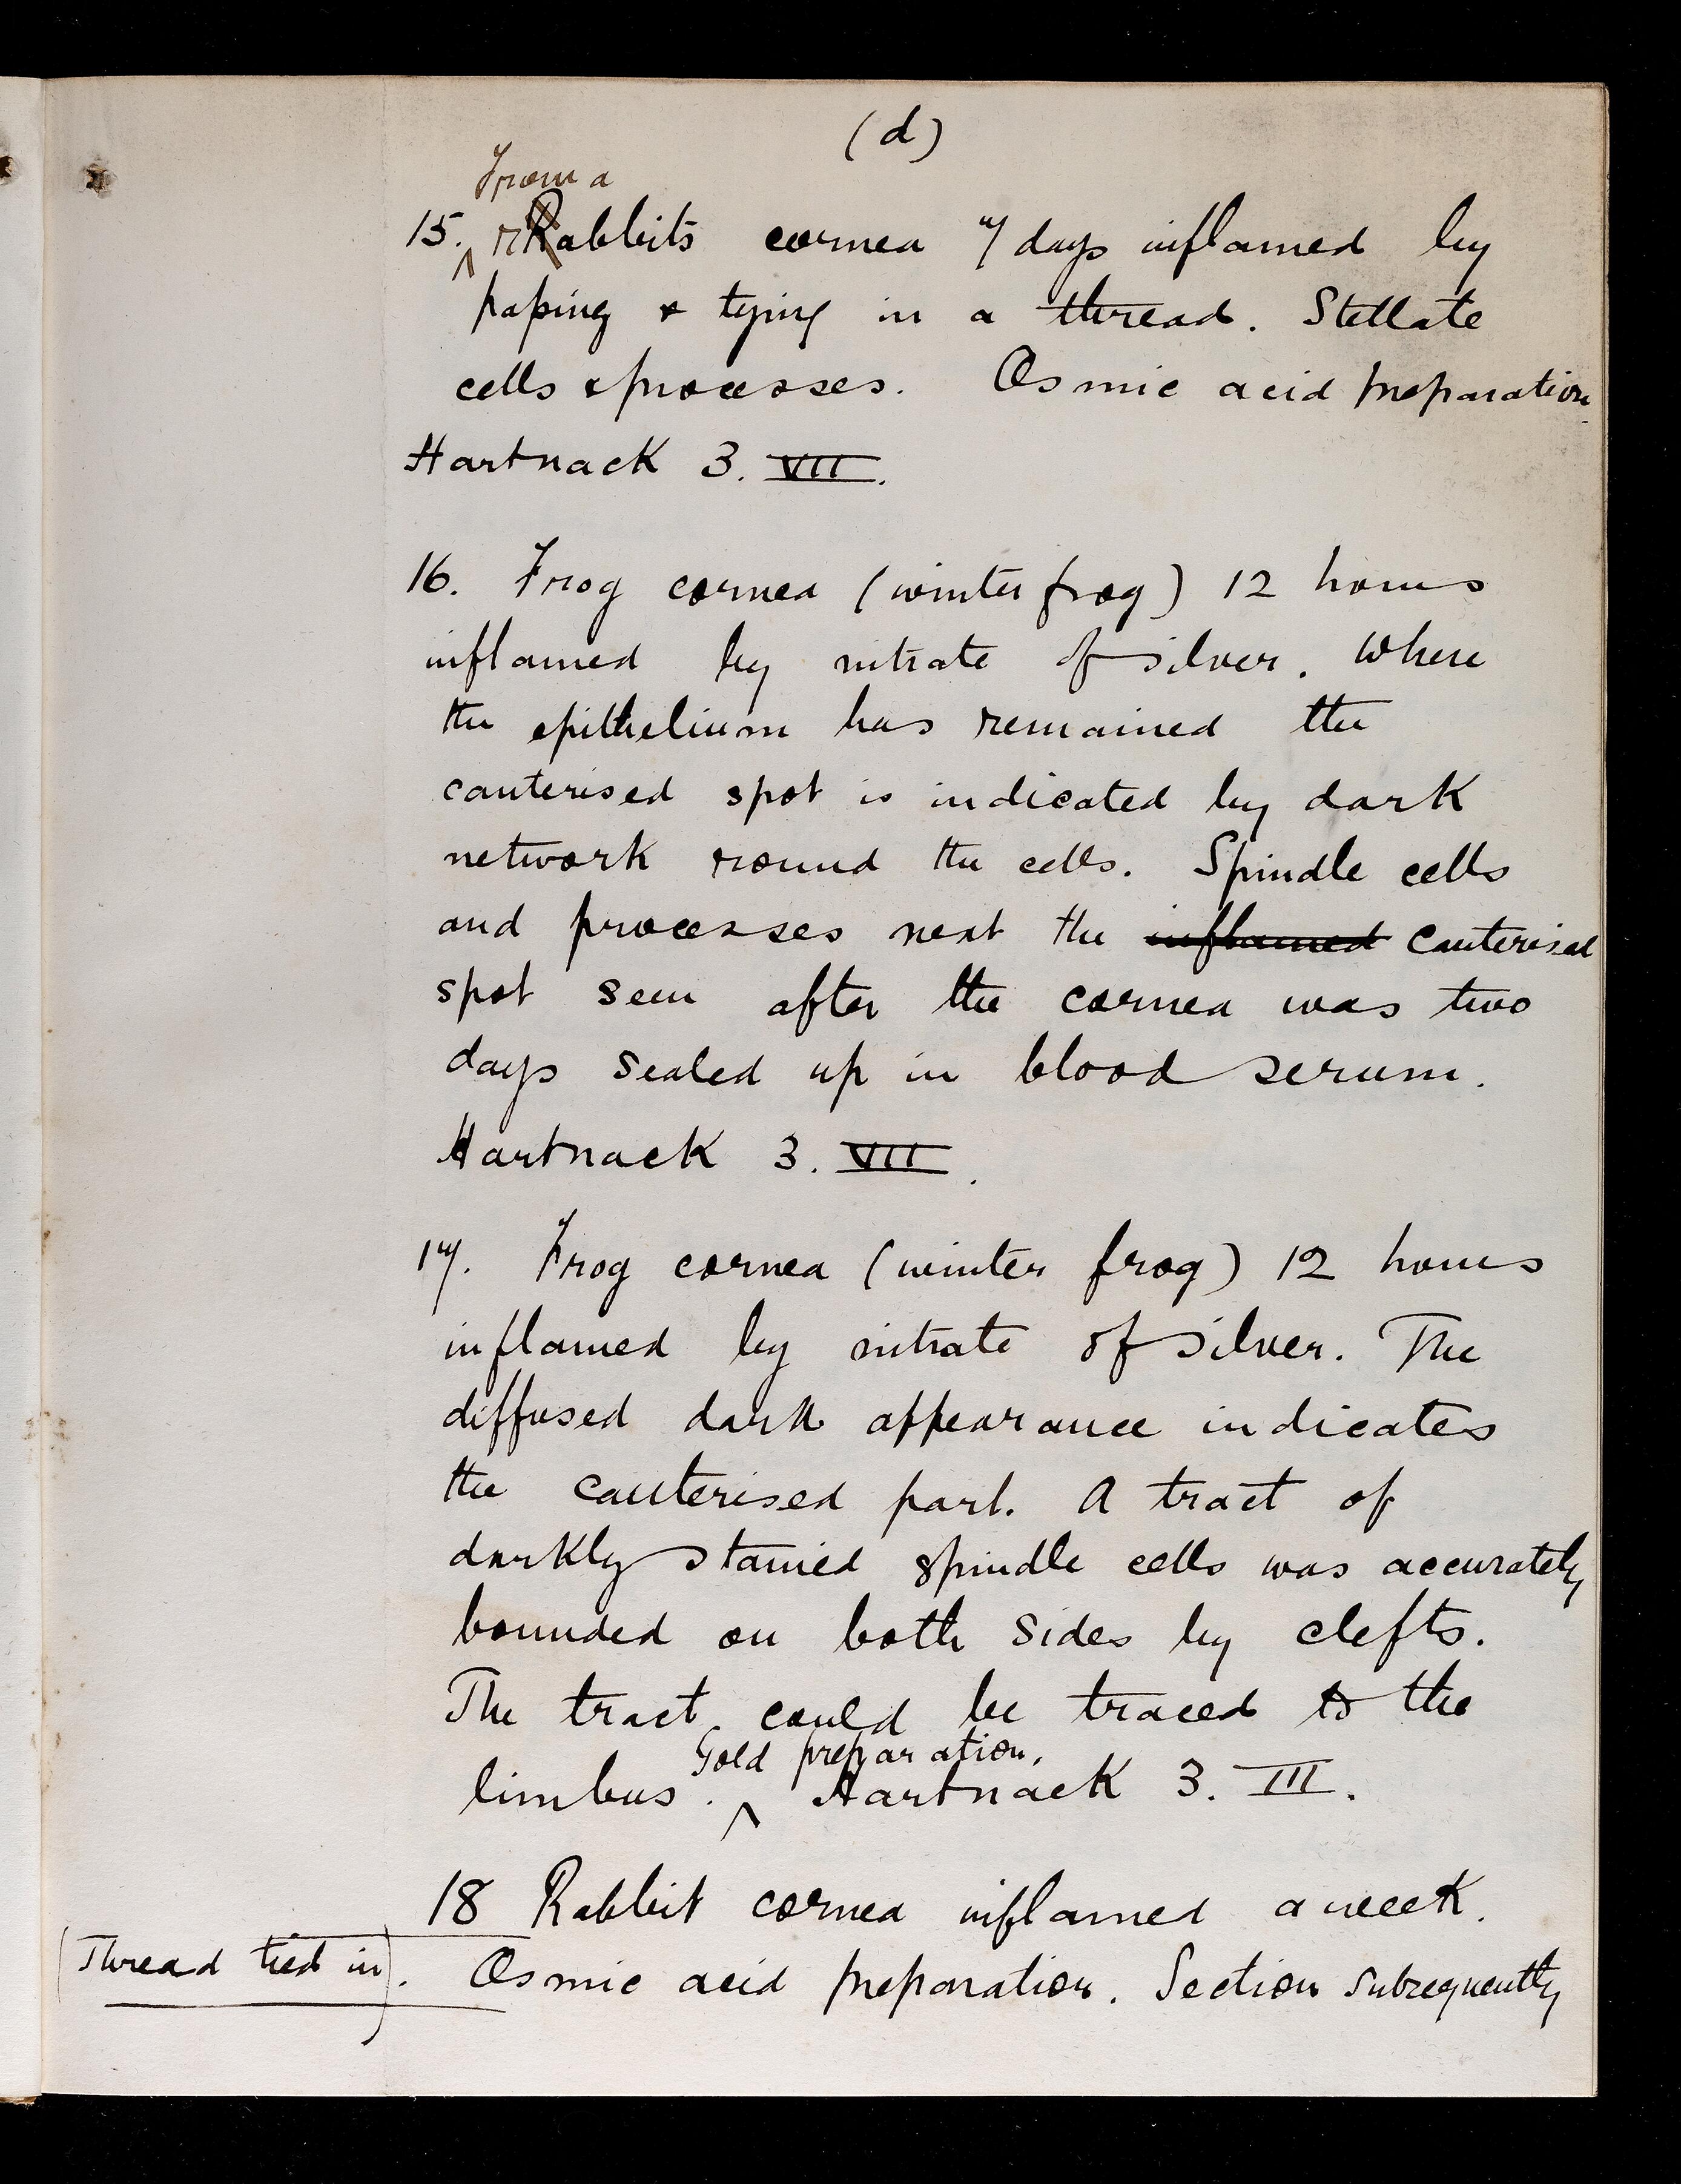 (d)
From a
15. rabbits cornea 7 days inflamed by
paping & tying in a thread. Stellate
cells & processes. Osmic acid preparation
Hartnack 3. VII.
16. Frog cornea (winter frog) 12 hours
inflamed by nitrate of silver. Where
the epithelium has remained the
cauterised spot is indicated by dark
network round the cells. Spindle cells
and processes next the inflamed cauterised
spot seen after the cornea was two
days sealed up in blood serum.
Hartnack 3. VII.
17. Frog cornea (winter frog) 12 hours
inflamed by nitrate of silver. The
diffused dark appearance indicates
the cauterised part. A tract of
darkly stained spindle cells was accurately
bounded on both sides by clefts.
The tract could be traced to the
Gold preparation.
limbus. Hartnack 3. III.
18 Rabbit cornea inflamed a week.
(Thread tied in). Osmic acid preparation. Section subsequently